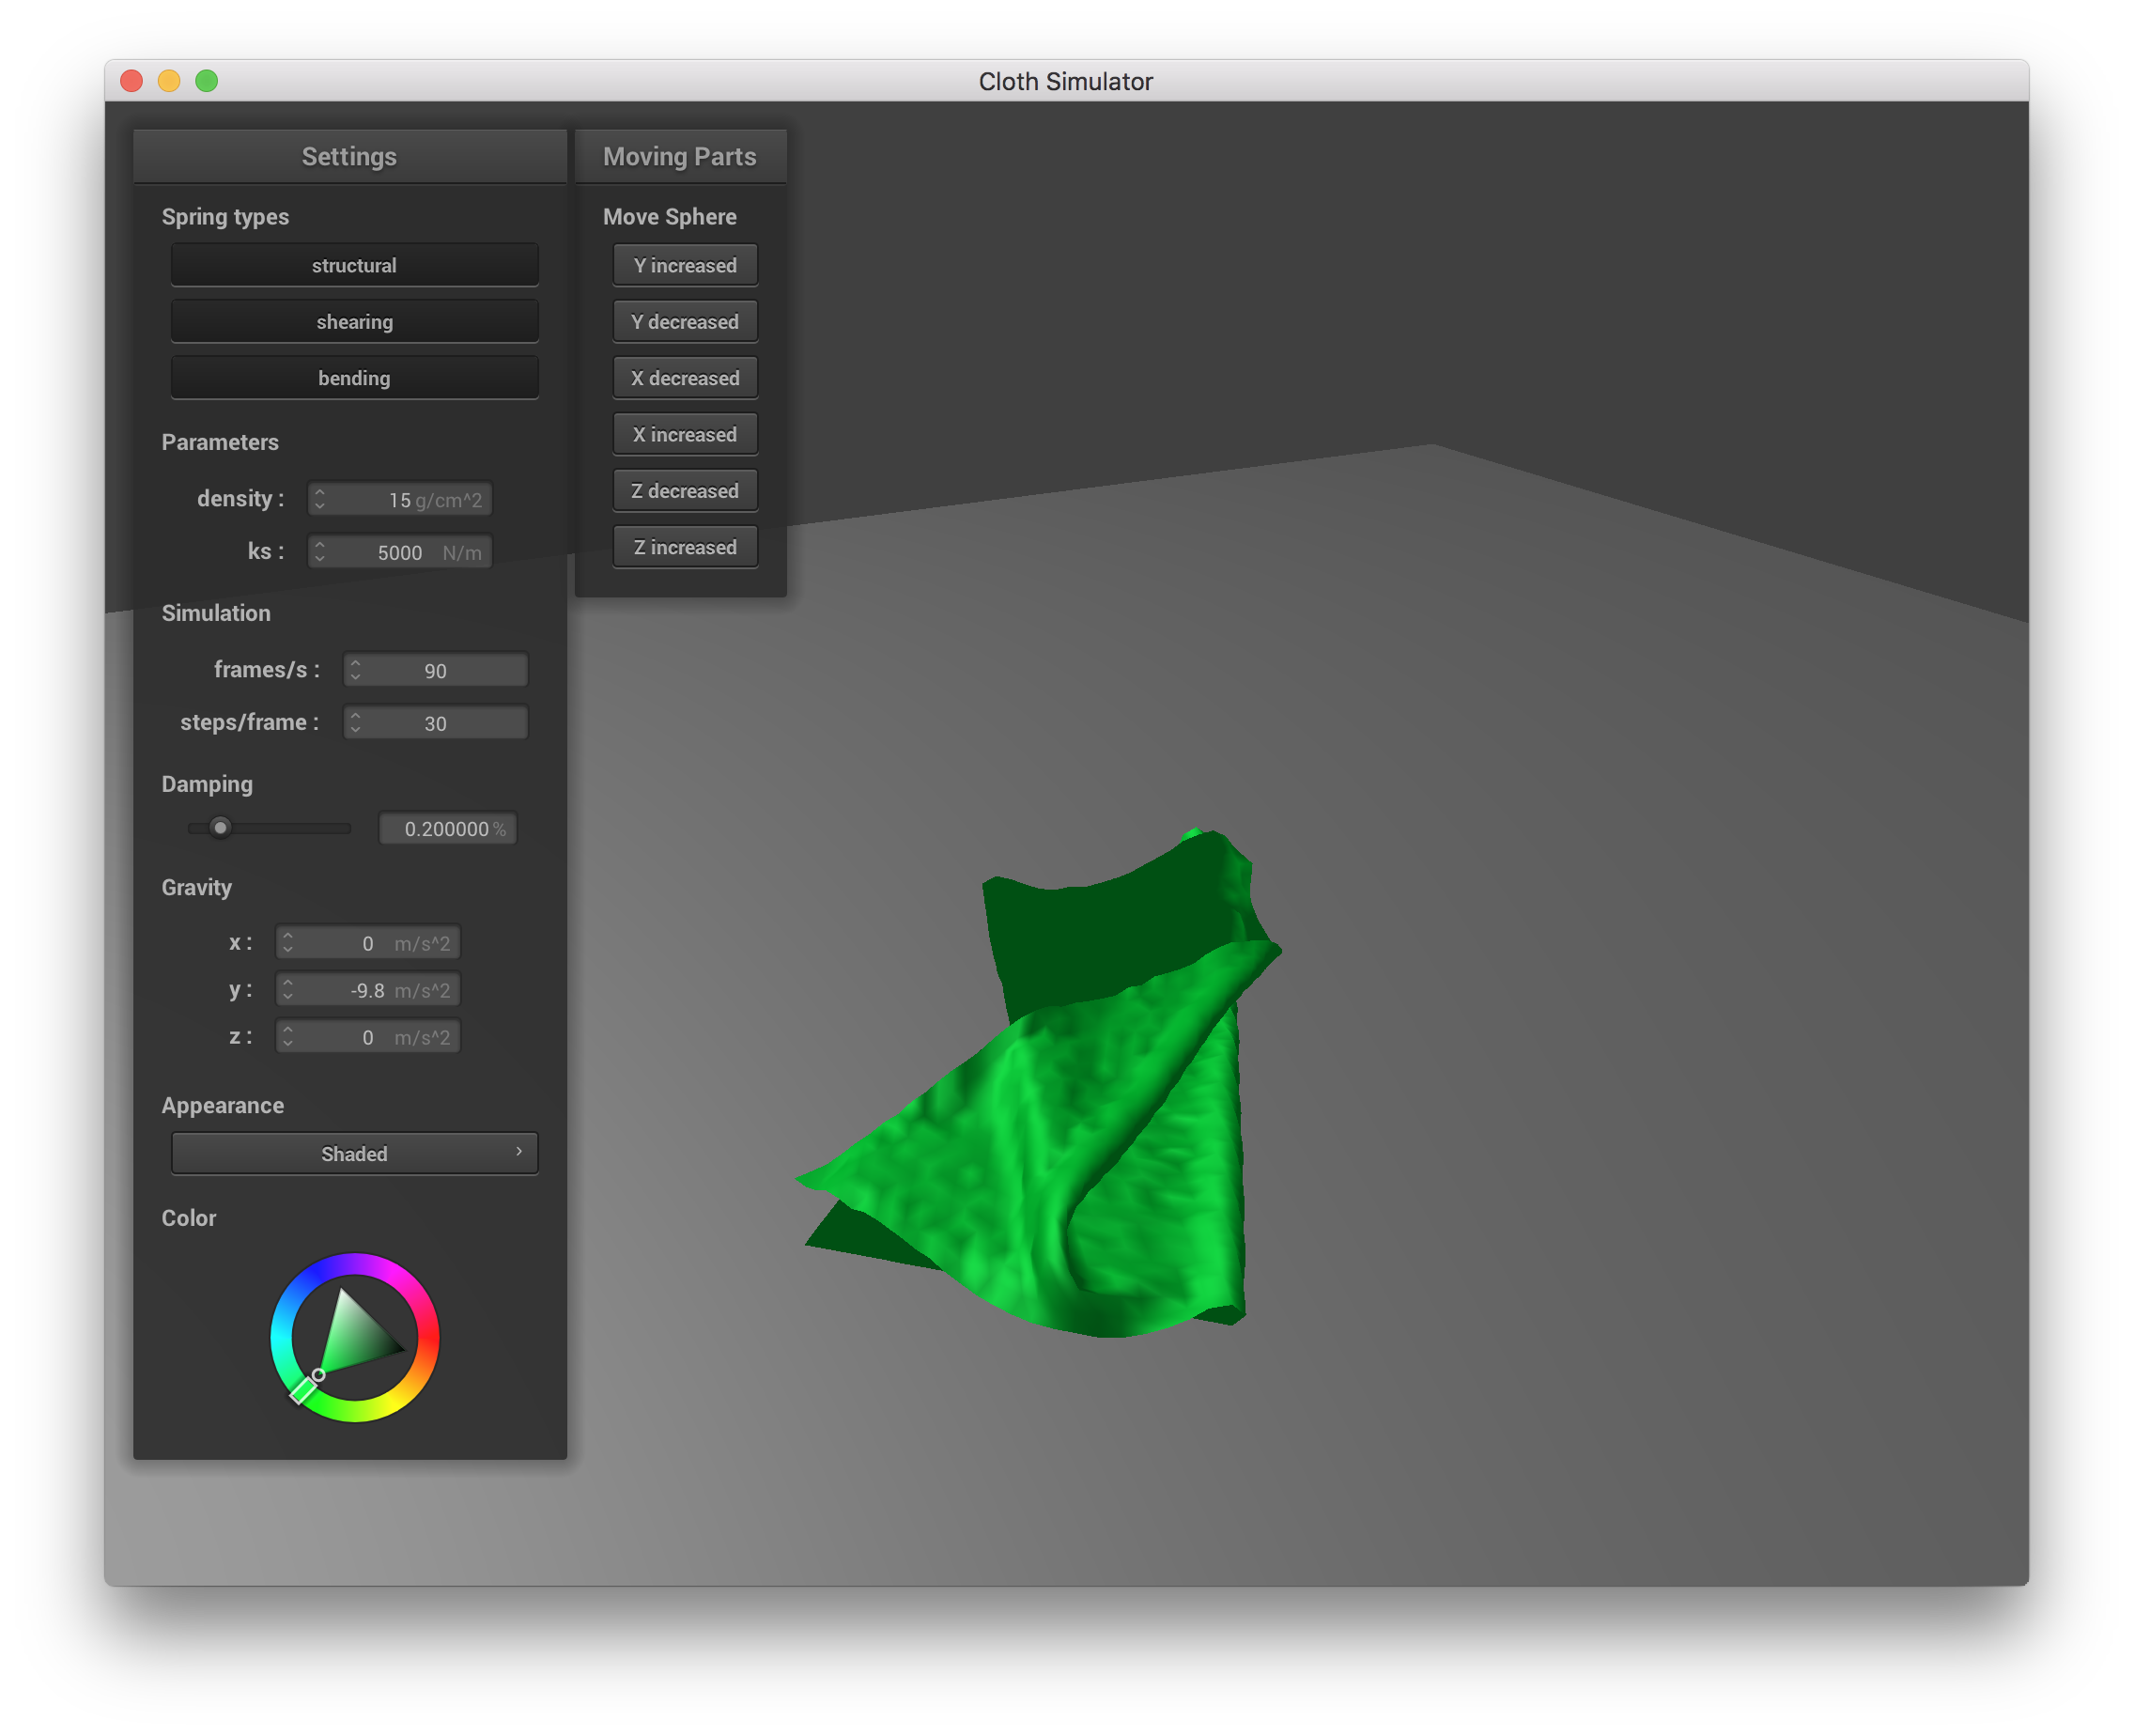 Cloth Simulator
Settings
Spring types
structural
shearing
bending
Parameters
density : 15 g/cm^2
ks : 5000 N/m
Simulation
frames/s : 90
steps/frame : 30
Damping
0.200000 %
Gravity
x : 0 m/s^2
y : -9.8 m/s^2
z : 0 m/s^2
Appearance
Shaded
Color
Moving Parts
Move Sphere
Y increased
Y decreased
X decreased
X increased
Z decreased
Z increased